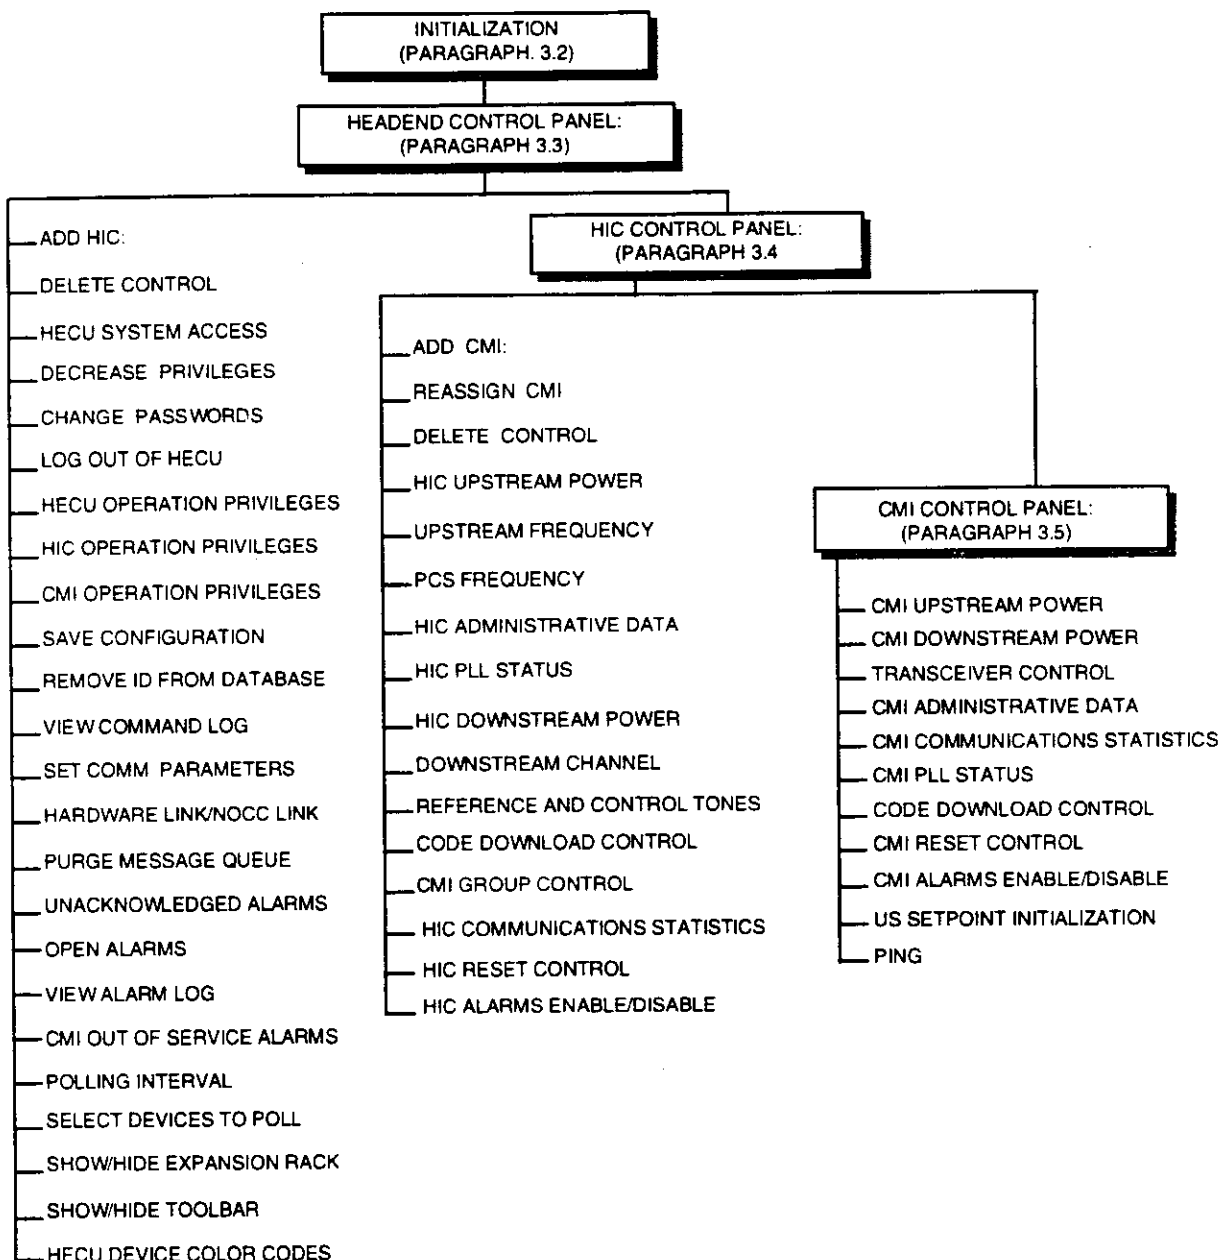 INITIALIZATION
(PARAGRAPH. 3.2)
HEADEND CONTROL PANEL:
(PARAGRAPH 3.3)
ADD HIC:
DELETE CONTROL
HECU SYSTEM ACCESS
DECREASE PRIVILEGES
CHANGE PASSWORDS
LOG OUT OF HECU
HECU OPERATION PRIVILEGES
HIC OPERATION PRIVILEGES
CMI OPERATION PRIVILEGES
SAVE CONFIGURATION
REMOVE ID FROM DATABASE
VIEW COMMAND LOG
SET COMM PARAMETERS
HARDWARE LINK/NOCC LINK
PURGE MESSAGE QUEUE
UNACKNOWLEDGED ALARMS
OPEN ALARMS
VIEW ALARM LOG
CMI OUT OF SERVICE ALARMS
POLLING INTERVAL
SELECT DEVICES TO POLL
SHOW/HIDE EXPANSION RACK
SHOW/HIDE TOOLBAR
HECU DEVICE COLOR CODES
HIC CONTROL PANEL:
(PARAGRAPH 3.4
ADD CMI:
REASSIGN CMI
DELETE CONTROL
HIC UPSTREAM POWER
UPSTREAM FREQUENCY
PCS FREQUENCY
HIC ADMINISTRATIVE DATA
HIC PLL STATUS
HIC DOWNSTREAM POWER
DOWNSTREAM CHANNEL
REFERENCE AND CONTROL TONES
CODE DOWNLOAD CONTROL
CMI GROUP CONTROL
HIC COMMUNICATIONS STATISTICS
HIC RESET CONTROL
HIC ALARMS ENABLE/DISABLE
CMI CONTROL PANEL:
(PARAGRAPH 3.5)
CMI UPSTREAM POWER
CMI DOWNSTREAM POWER
TRANSCEIVER CONTROL
CMI ADMINISTRATIVE DATA
CMI COMMUNICATIONS STATISTICS
CMI PLL STATUS
CODE DOWNLOAD CONTROL
CMI RESET CONTROL
CMI ALARMS ENABLE/DISABLE
US SETPOINT INITIALIZATION
PING